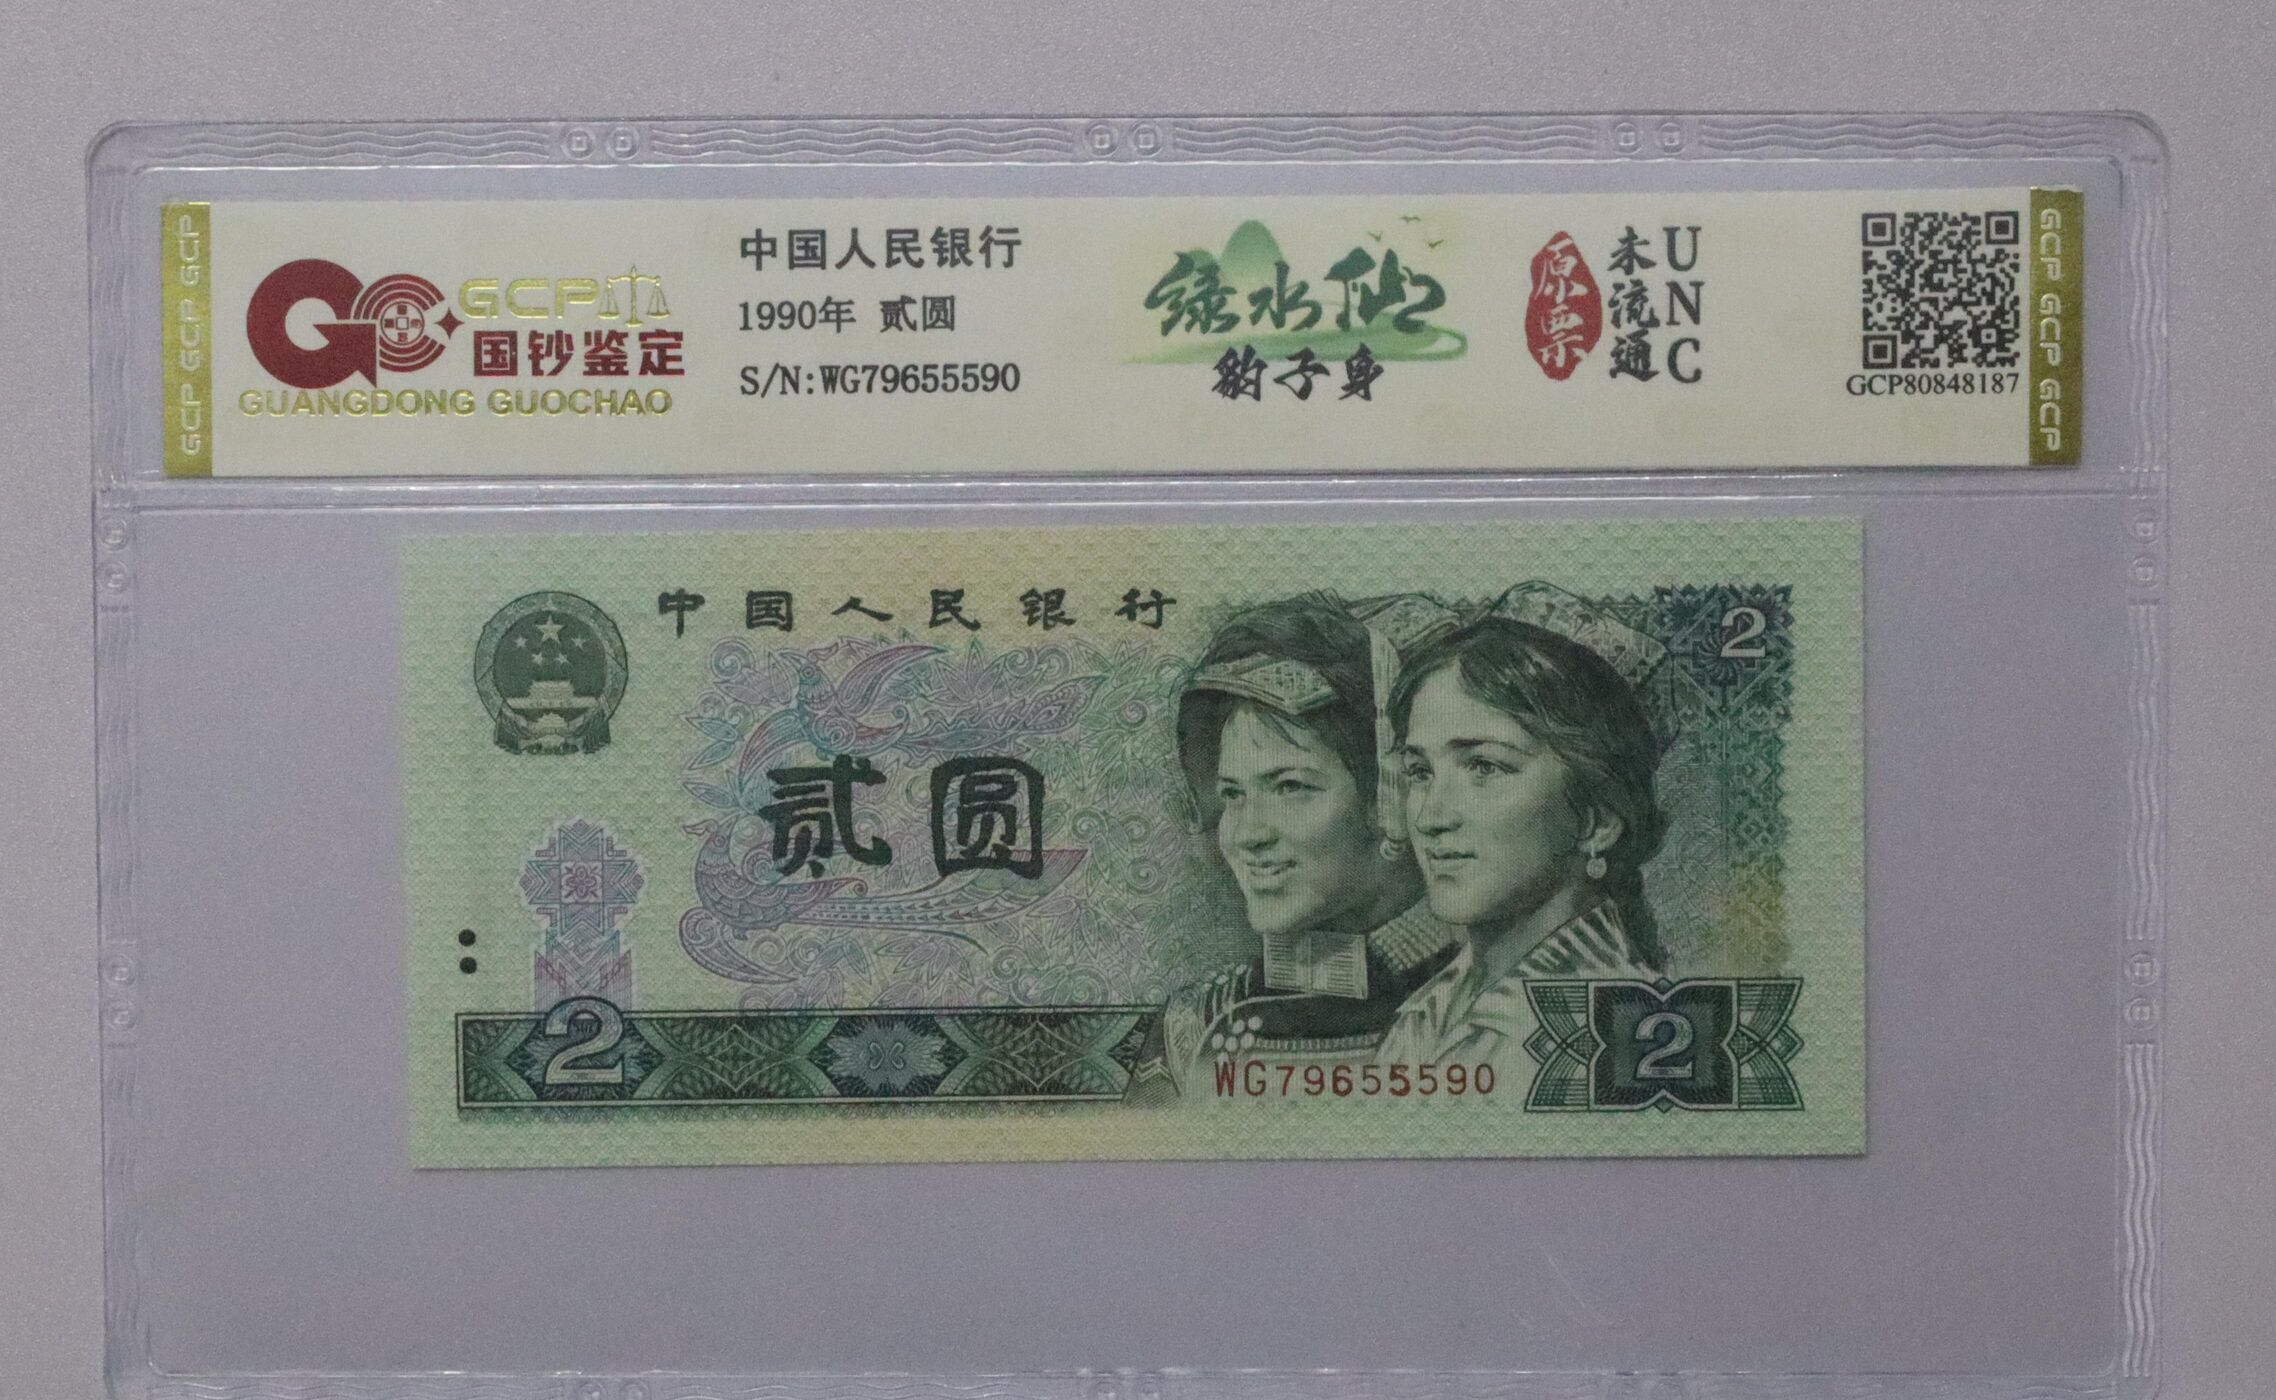 GCP GCP GCP
GCP
国钞鉴定
GUANGDONG GUOCHAO
中国人民银行
1990年 贰圆
S/N:WG79655590
绿水仙
豹子身
原票
未流通
UNC
GCP80848187
GCP GCP GCP
中国人民银行
2
贰圆
2
WG79655590
2